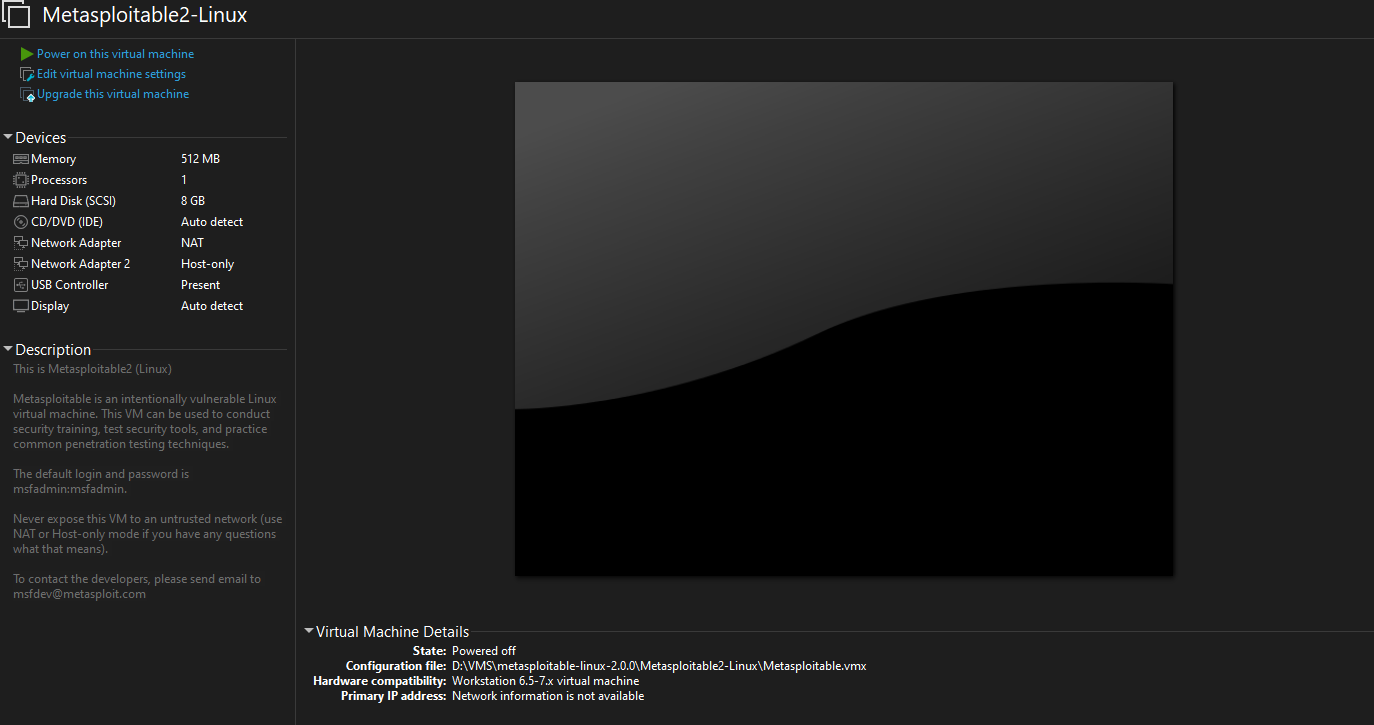 Metasploitable2-Linux
Power on this virtual machine
Edit virtual machine settings
Upgrade this virtual machine
Devices
Memory 512 MB
Processors 1
Hard Disk (SCSI) 8 GB
CD/DVD (IDE) Auto detect
Network Adapter NAT
Network Adapter 2 Host-only
USB Controller Present
Display Auto detect
Description
This is Metasploitable2 (Linux)
Metasploitable is an intentionally vulnerable Linux
virtual machine. This VM can be used to conduct
security training, test security tools, and practice
common penetration testing techniques.
The default login and password is
msfadmin:msfadmin.
Never expose this VM to an untrusted network (use
NAT or Host-only mode if you have any questions
what that means).
To contact the developers, please send email to
msfdev@metasploit.com
Virtual Machine Details
State: Powered off
Configuration file: D:\VMS\metasploitable-linux-2.0.0\Metasploitable2-Linux\Metasploitable.vmx
Hardware compatibility: Workstation 6.5-7.x virtual machine
Primary IP address: Network information is not available